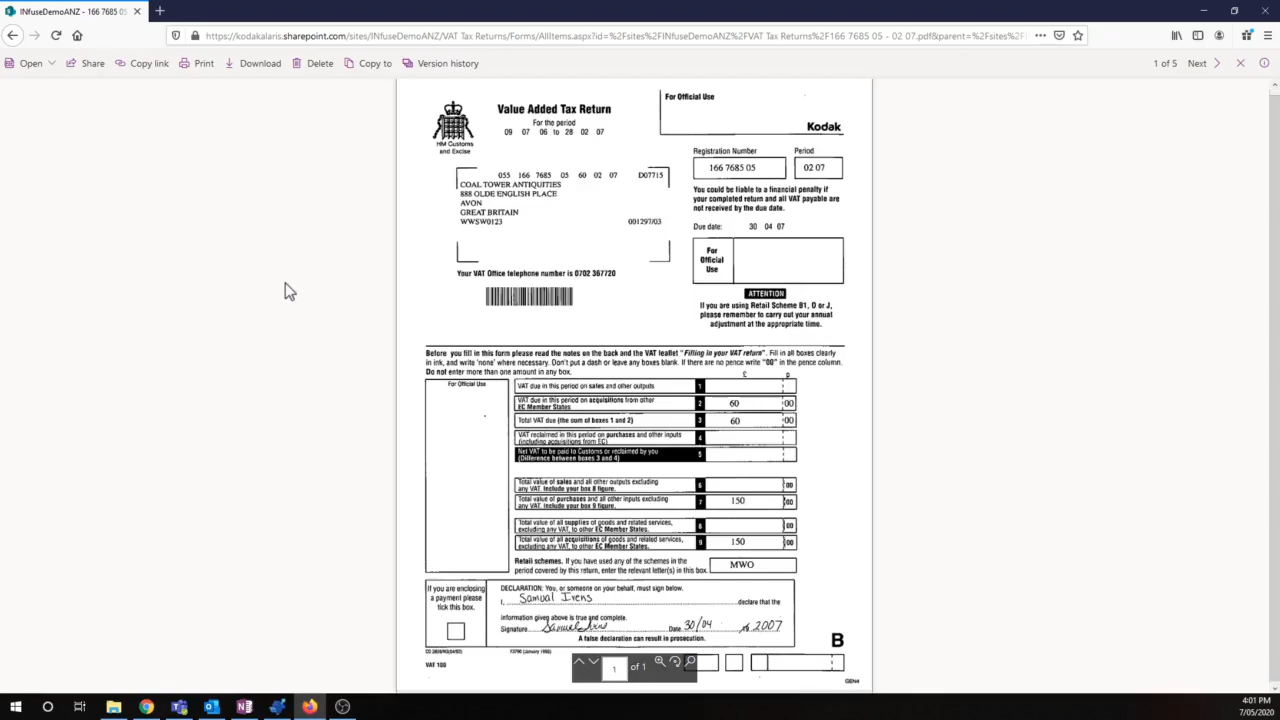 INfuseDemoANZ - 166 7685 05
https://kodakalaris.sharepoint.com/sites/INfuseDemoANZ/VAT Tax Returns/Forms/AllItems.aspx?id=%2Fsites%2FINfuseDemoANZ%2FVAT Tax Returns%2F166 7685 05 - 02 07.pdf&parent=%2Fsites%2F
Open Share Copy link Print Download Delete Copy to Version history 1 of 5 Next
HM Customs
and Excise
Value Added Tax Return
For the period
09 07 06 to 28 02 07
For Official Use
Kodak
Registration Number Period
166 7685 05 02 07
055 166 7685 05 60 02 07 D07715
COAL TOWER ANTIQUITIES
888 OLDE ENGLISH PLACE
AVON
GREAT BRITAIN
WWSW0123 001297/03
You could be liable to a financial penalty if
your completed return and all VAT payable are
not received by the due date.
Due date: 30 04 07
For
Official
Use
Your VAT Office telephone number is 0702 367720
ATTENTION
If you are using Retail Scheme B1, D or J,
please remember to carry out your annual
adjustment at the appropriate time.
Before you fill in this form please read the notes on the back and the VAT leaflet "Filling in your VAT return". Fill in all boxes clearly
in ink, and write 'none' where necessary. Don't put a dash or leave any boxes blank. If there are no pence write "00" in the pence column.
Do not enter more than one amount in any box.
£ p
For Official Use
VAT due in this period on sales and other outputs 1
VAT due in this period on acquisitions from other
EC Member States 2 60 00
Total VAT due (the sum of boxes 1 and 2) 3 60 00
VAT reclaimed in this period on purchases and other inputs
(including acquisitions from EC) 4
Net VAT to be paid to Customs or reclaimed by you
(Difference between boxes 3 and 4) 5
Total value of sales and all other outputs excluding
any VAT. Include your box 8 figure. 6 00
Total value of purchases and all other inputs excluding
any VAT. Include your box 9 figure. 7 150 00
Total value of all supplies of goods and related services,
excluding any VAT, to other EC Member States. 8 00
Total value of all acquisitions of goods and related services,
excluding any VAT, to other EC Member States. 9 150 00
Retail schemes. If you have used any of the schemes in the
period covered by this return, enter the relevant letter(s) in this box. MWO
If you are enclosing
a payment please
tick this box.
DECLARATION: You, or someone on your behalf, must sign below.
I, Samual Irens declare that the
information given above is true and complete.
Signature Date 30/04 2007
A false declaration can result in prosecution.
B
F3790 (January 1993)
VAT 100
1 of 1
GEN4
4:01 PM
7/05/2020